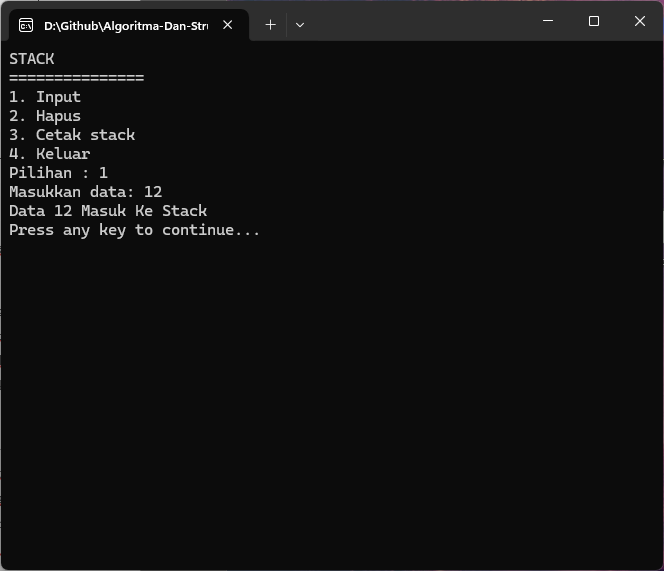 D:\Github\Algoritma-Dan-Str
STACK
===============
1. Input
2. Hapus
3. Cetak stack
4. Keluar
Pilihan : 1
Masukkan data: 12
Data 12 Masuk Ke Stack
Press any key to continue...